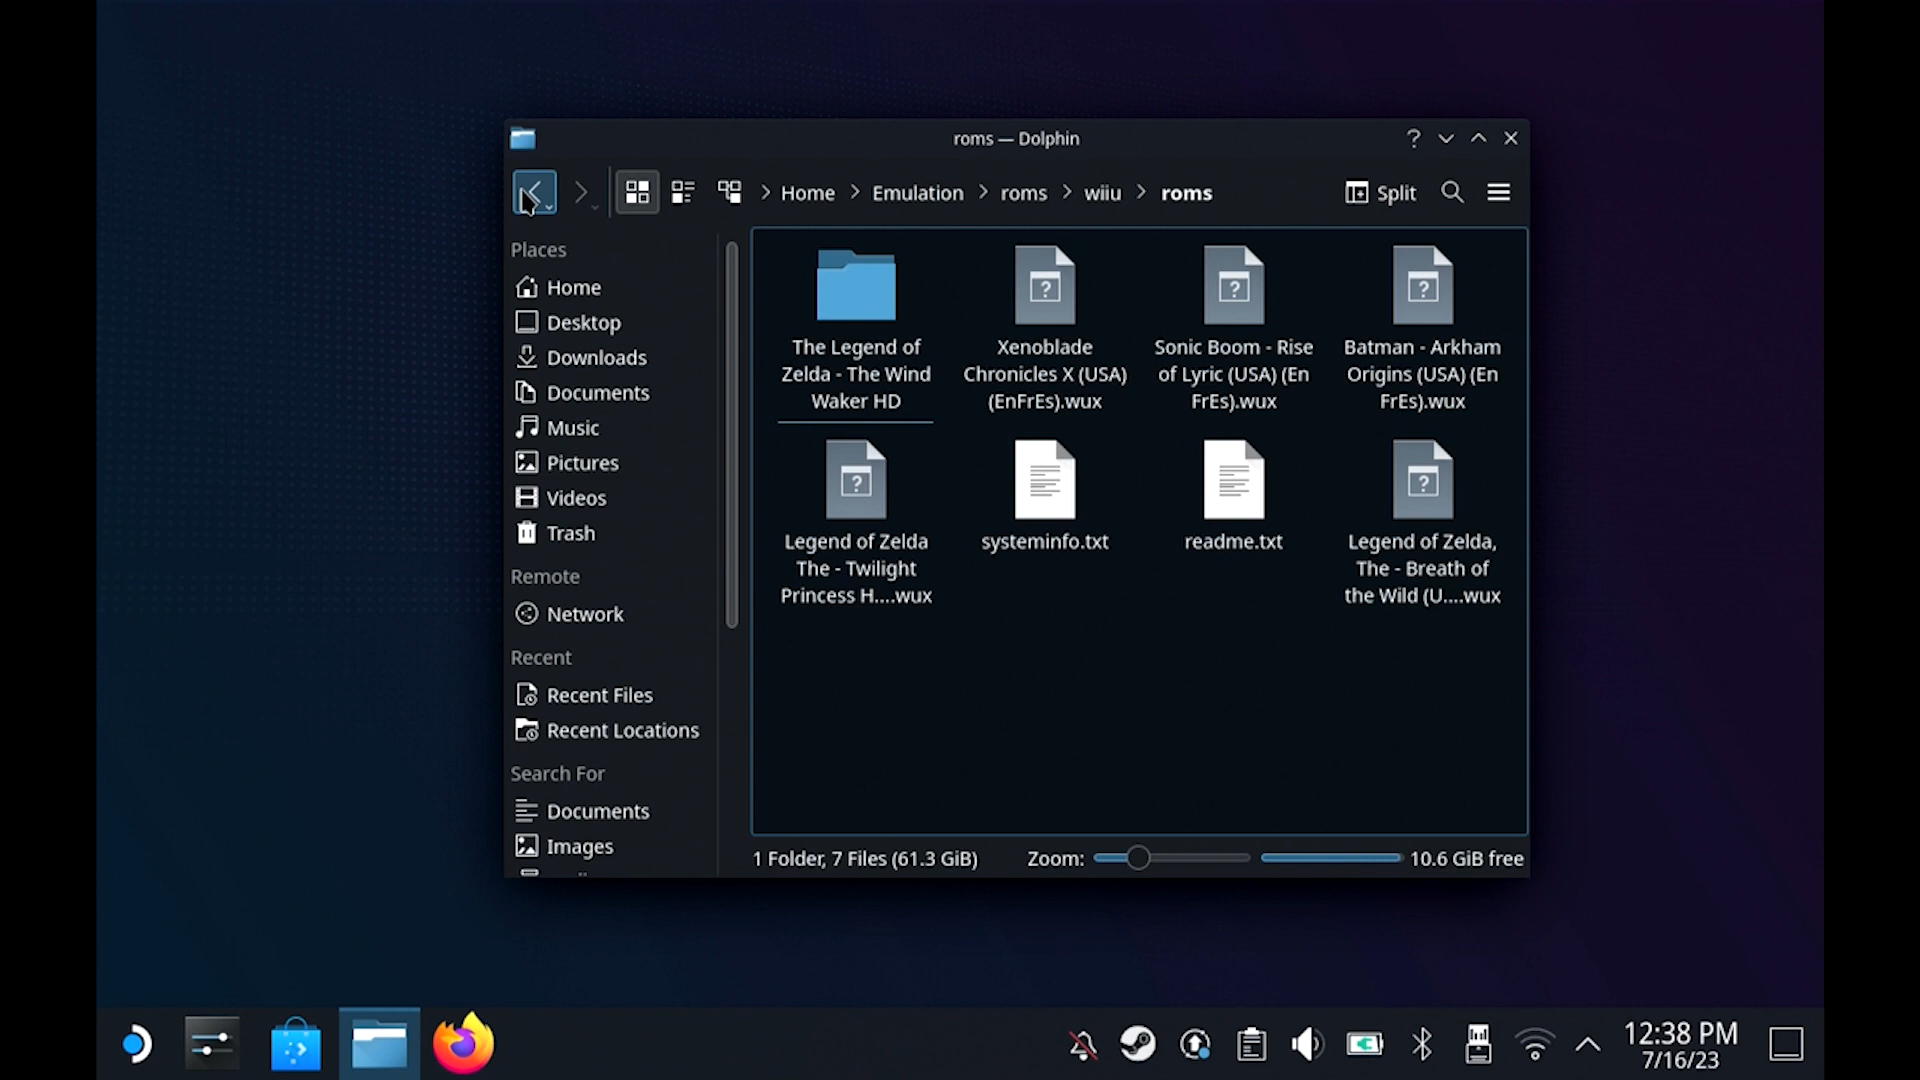 roms — Dolphin
Home
Emulation
roms
wiiu
roms
Split
Places
Home
Desktop
Downloads
Documents
Music
Pictures
Videos
Trash
Remote
Network
Recent
Recent Files
Recent Locations
Search For
Documents
Images
The Legend of
Zelda - The Wind
Waker HD
Xenoblade
Chronicles X (USA)
(EnFrEs).wux
Sonic Boom - Rise
of Lyric (USA) (En
FrEs).wux
Batman - Arkham
Origins (USA) (En
FrEs).wux
Legend of Zelda
The - Twilight
Princess H....wux
systeminfo.txt
readme.txt
Legend of Zelda,
The - Breath of
the Wild (U....wux
1 Folder, 7 Files (61.3 GiB)
Zoom:
10.6 GiB free
12:38 PM
7/16/23